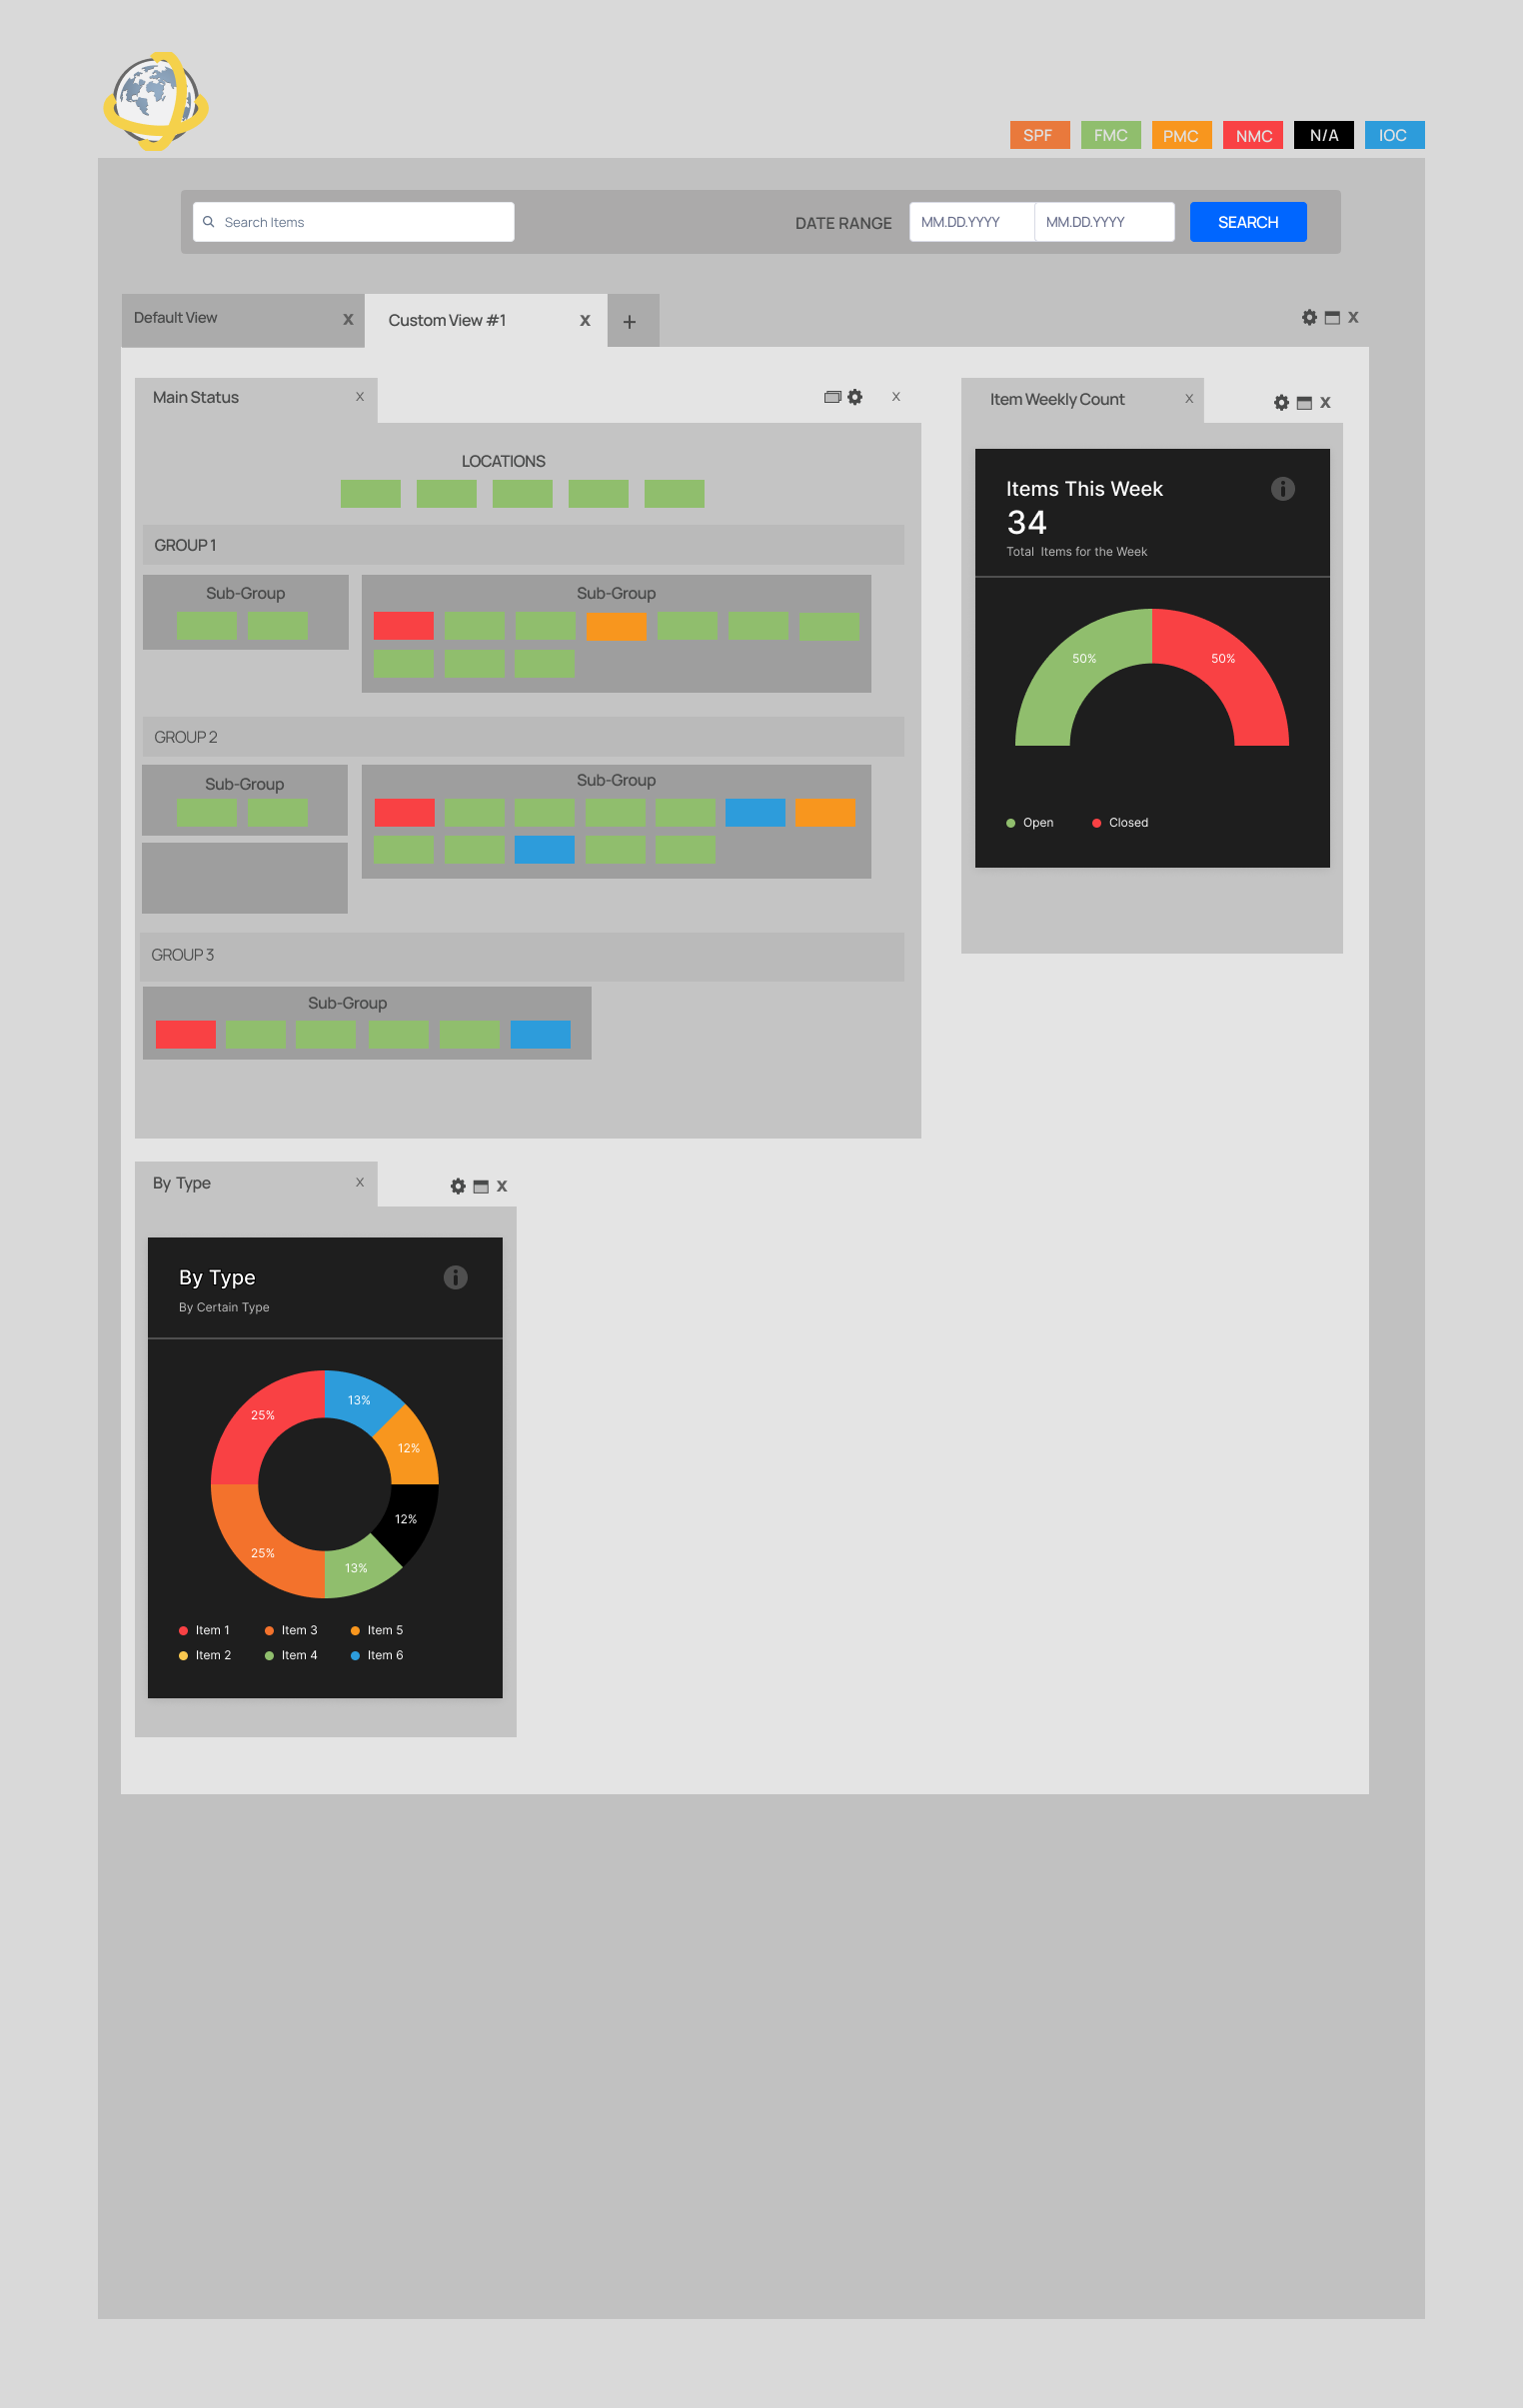 SPF FMC PMC NMC N/A IOC
Search Items DATE RANGE MM.DD.YYYY MM.DD.YYYY SEARCH
Default View X Custom View #1 X + X
Main Status X X
LOCATIONS
GROUP 1
Sub-Group Sub-Group
GROUP 2
Sub-Group Sub-Group
GROUP 3
Sub-Group
Item Weekly Count X X
Items This Week
34
Total Items for the Week
50% 50%
Open Closed
By Type X X
By Type
By Certain Type
13%
25%
12%
12%
25%
13%
Item 1 Item 3 Item 5
Item 2 Item 4 Item 6